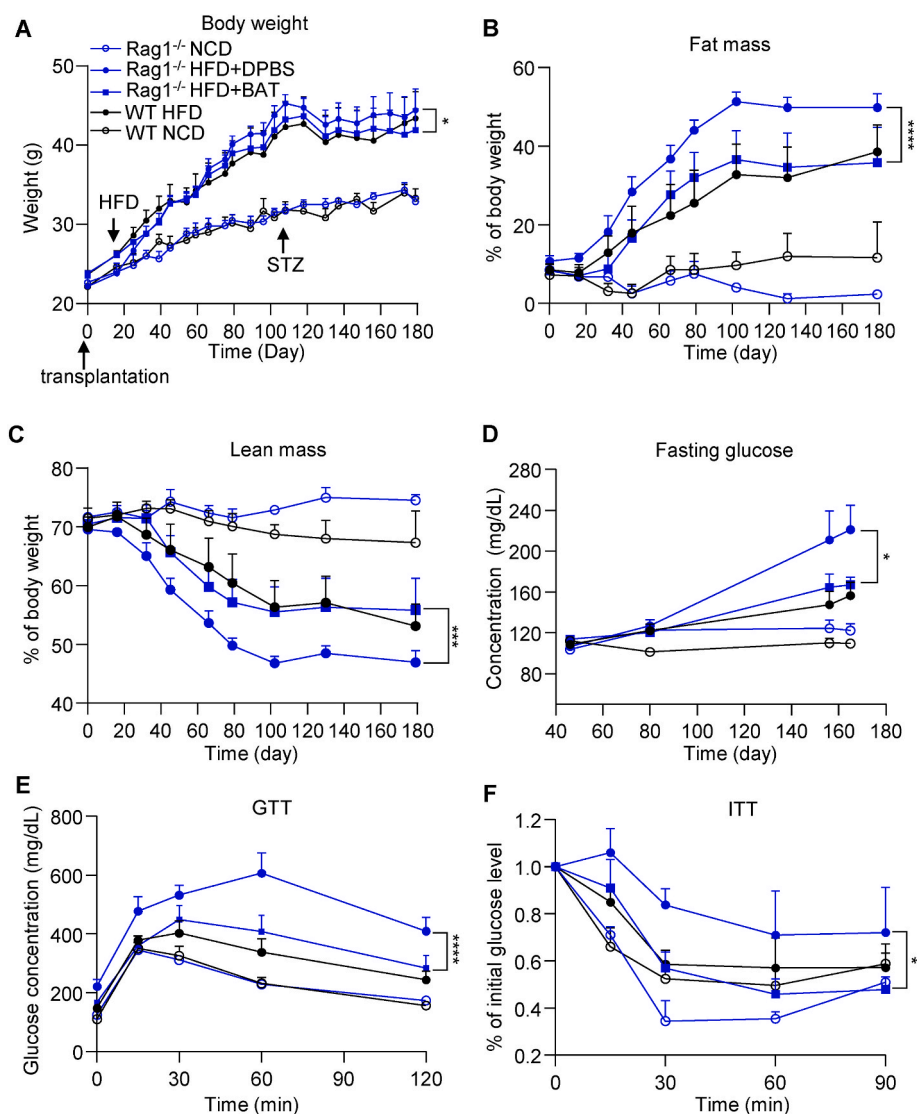 A
Body weight
Rag1-/- NCD
Rag1-/- HFD+DPBS
Rag1-/- HFD+BAT
WT HFD
WT NCD
Weight (g)
50
40
30
20
HFD
STZ
*
0 20 40 60 80 100 120 140 160 180
Time (Day)
transplantation
B
Fat mass
% of body weight
60
40
20
0
****
0 20 40 60 80 100 120 140 160 180
Time (day)
C
Lean mass
% of body weight
80
70
60
50
40
***
0 20 40 60 80 100 120 140 160 180
Time (day)
D
Fasting glucose
Concentration (mg/dL)
280
240
200
160
120
80
*
40 60 80 100 120 140 160 180
Time (day)
E
GTT
Glucose concentration (mg/dL)
800
600
400
200
0
****
0 30 60 90 120
Time (min)
F
ITT
% of initial glucose level
1.2
1.0
0.8
0.6
0.4
0.2
*
0 30 60 90
Time (min)